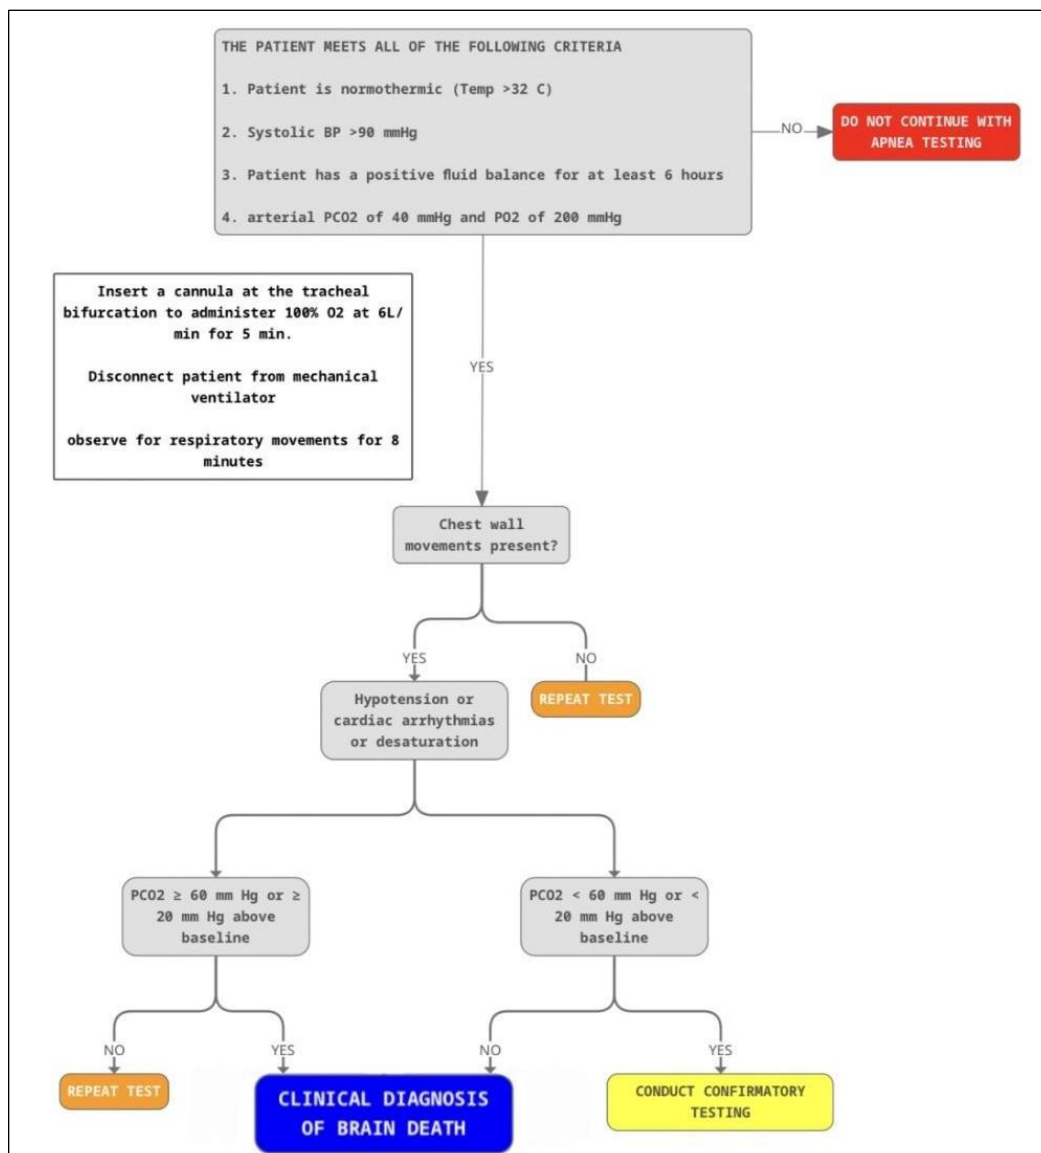 THE PATIENT MEETS ALL OF THE FOLLOWING CRITERIA
1. Patient is normothermic (Temp >32 C)
2. Systolic BP >90 mmHg
3. Patient has a positive fluid balance for at least 6 hours
4. arterial PCO2 of 40 mmHg and PO2 of 200 mmHg
NO
DO NOT CONTINUE WITH
APNEA TESTING
Insert a cannula at the tracheal
bifurcation to administer 100% O2 at 6L/
min for 5 min.
Disconnect patient from mechanical
ventilator
observe for respiratory movements for 8
minutes
YES
Chest wall
movements present?
YES
NO
Hypotension or
cardiac arrhythmias
or desaturation
REPEAT TEST
PCO2 ≥ 60 mm Hg or ≥
20 mm Hg above
baseline
PCO2 < 60 mm Hg or <
20 mm Hg above
baseline
NO
YES
NO
YES
REPEAT TEST
CLINICAL DIAGNOSIS
OF BRAIN DEATH
CONDUCT CONFIRMATORY
TESTING